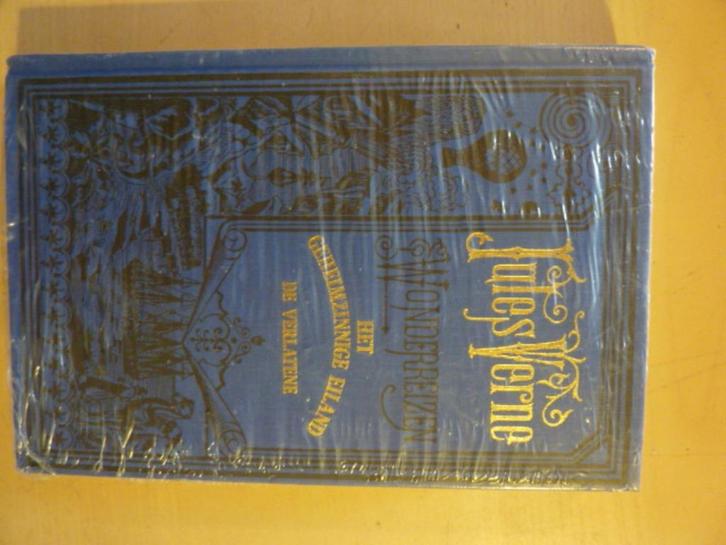 Jules Verne
Wonderreizen
HET
GEHEIMZINNIGE EILAND
DE VERLATENE